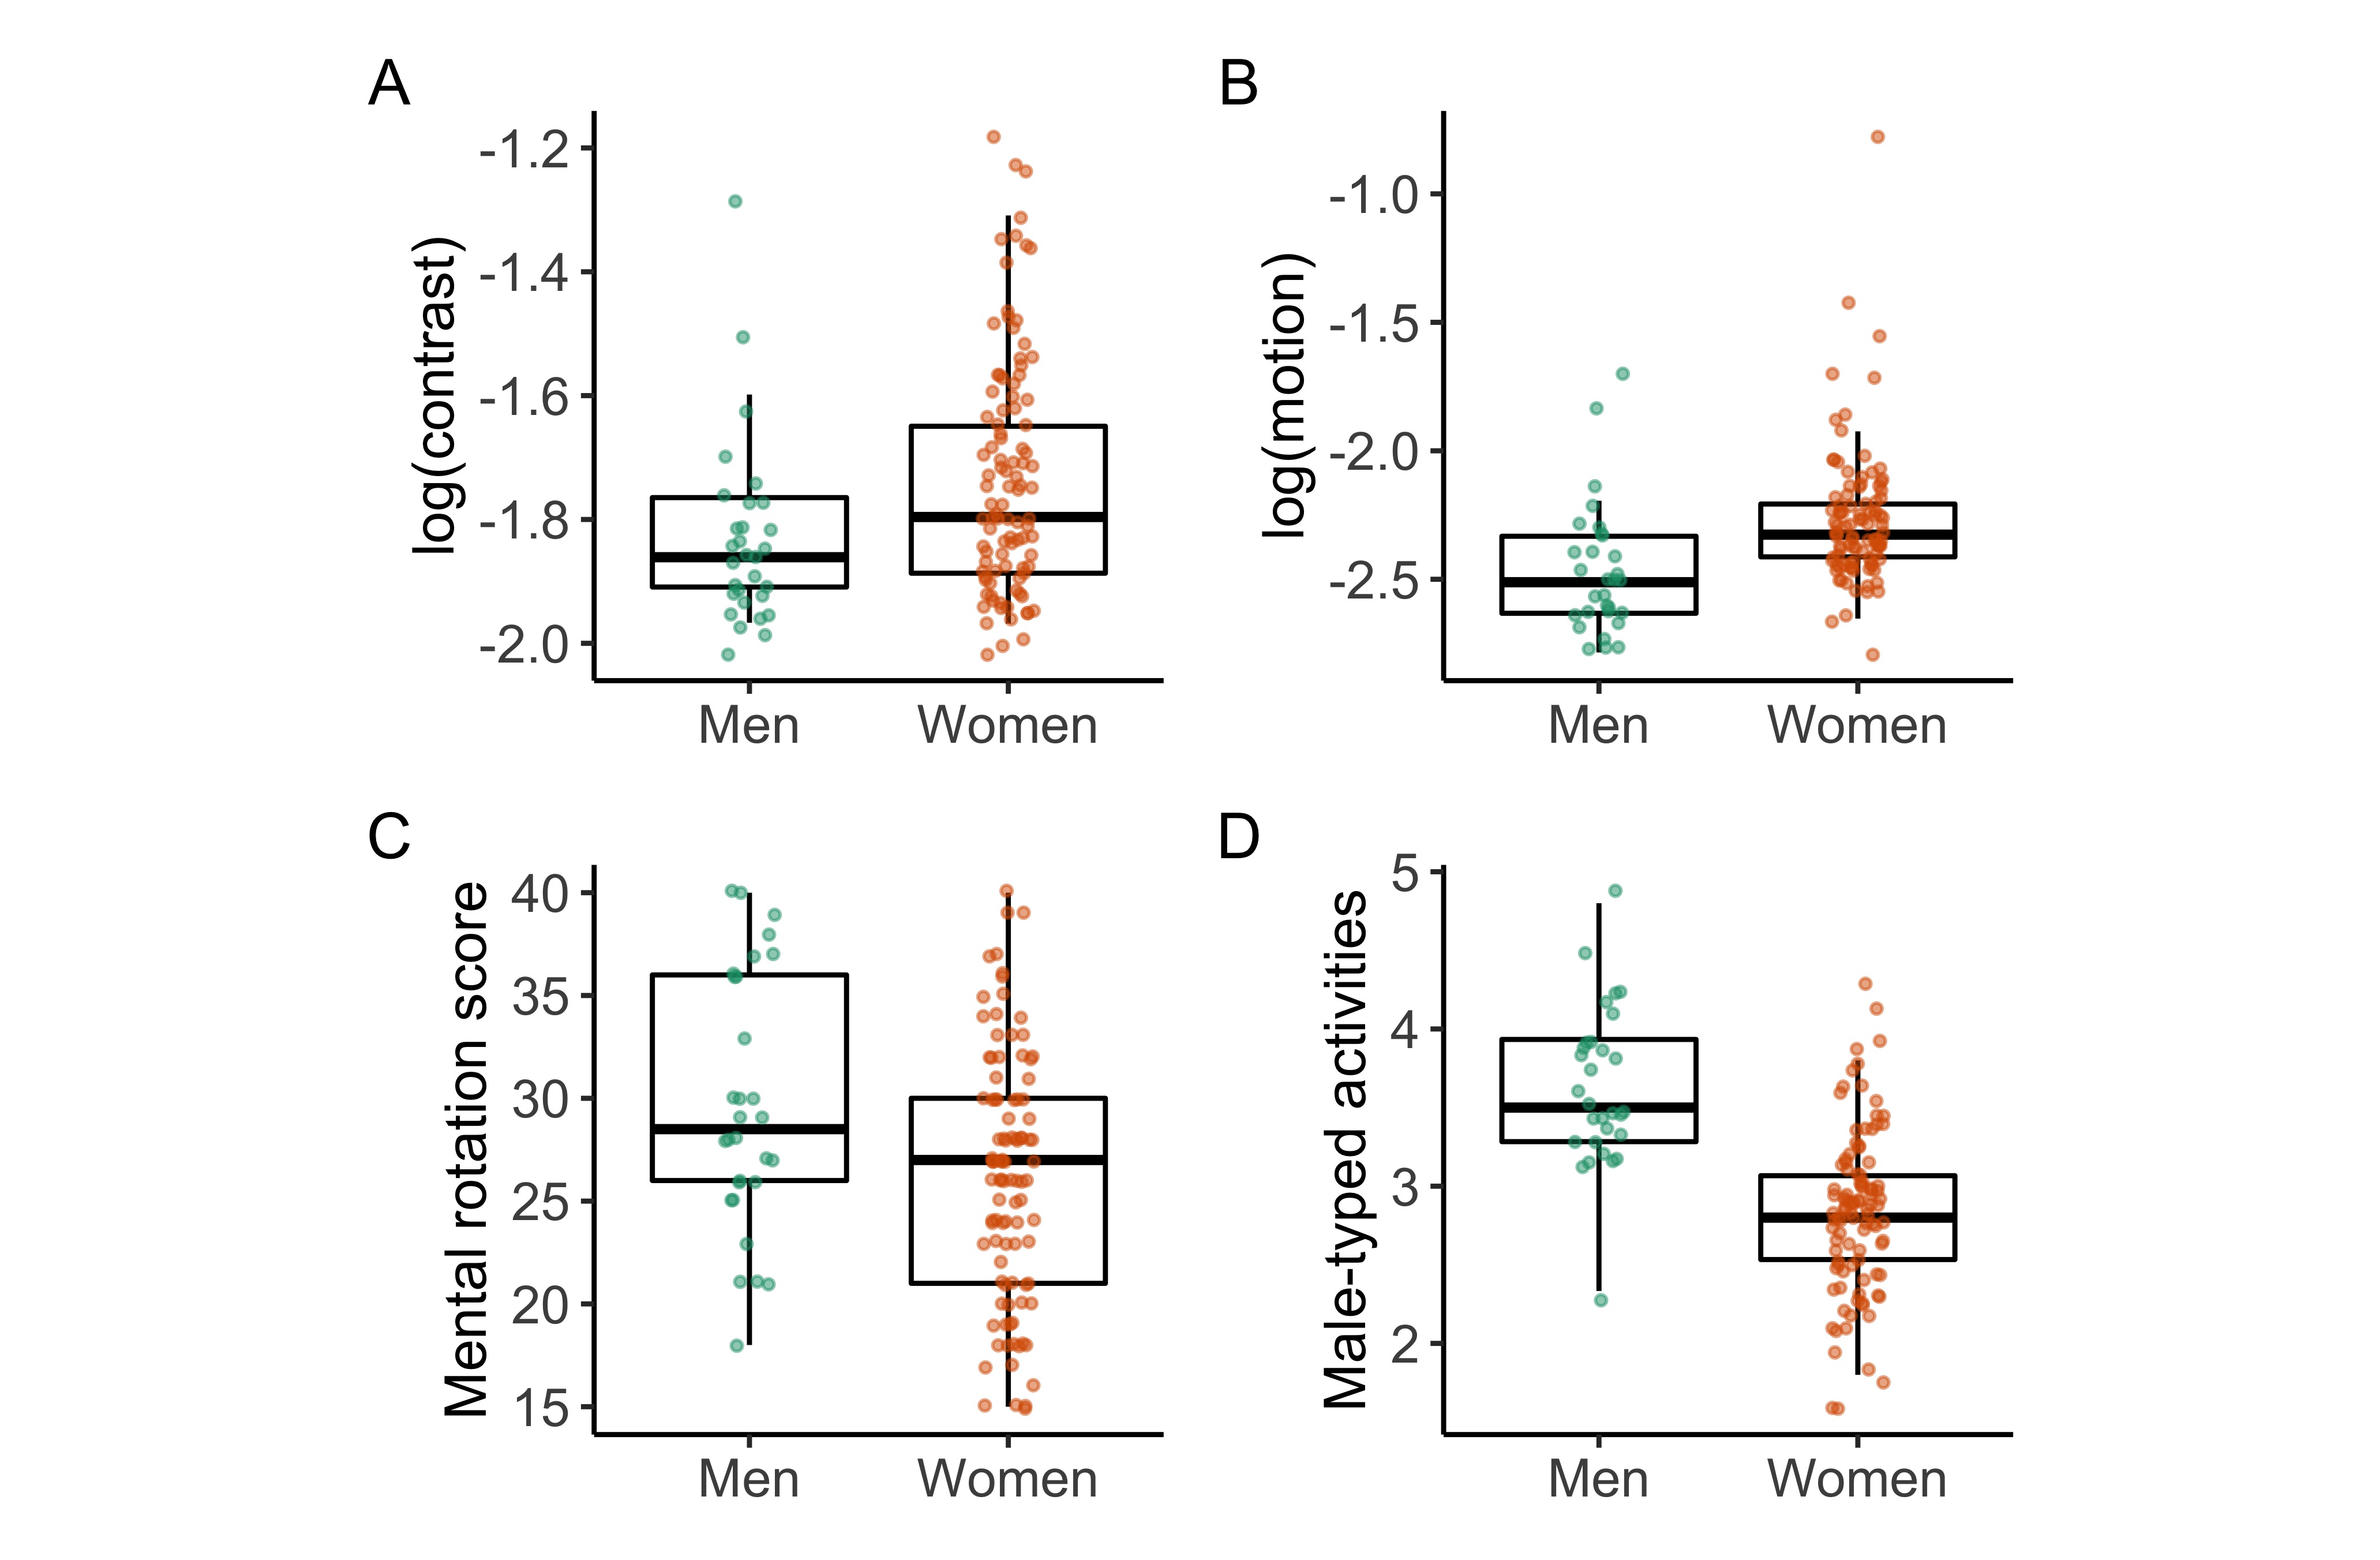 A
log(contrast)
-1.2
-1.4
-1.6
-1.8
-2.0
Men
Women
B
log(motion)
-1.0
-1.5
-2.0
-2.5
Men
Women
C
Mental rotation score
40
35
30
25
20
15
Men
Women
D
Male-typed activities
5
4
3
2
Men
Women